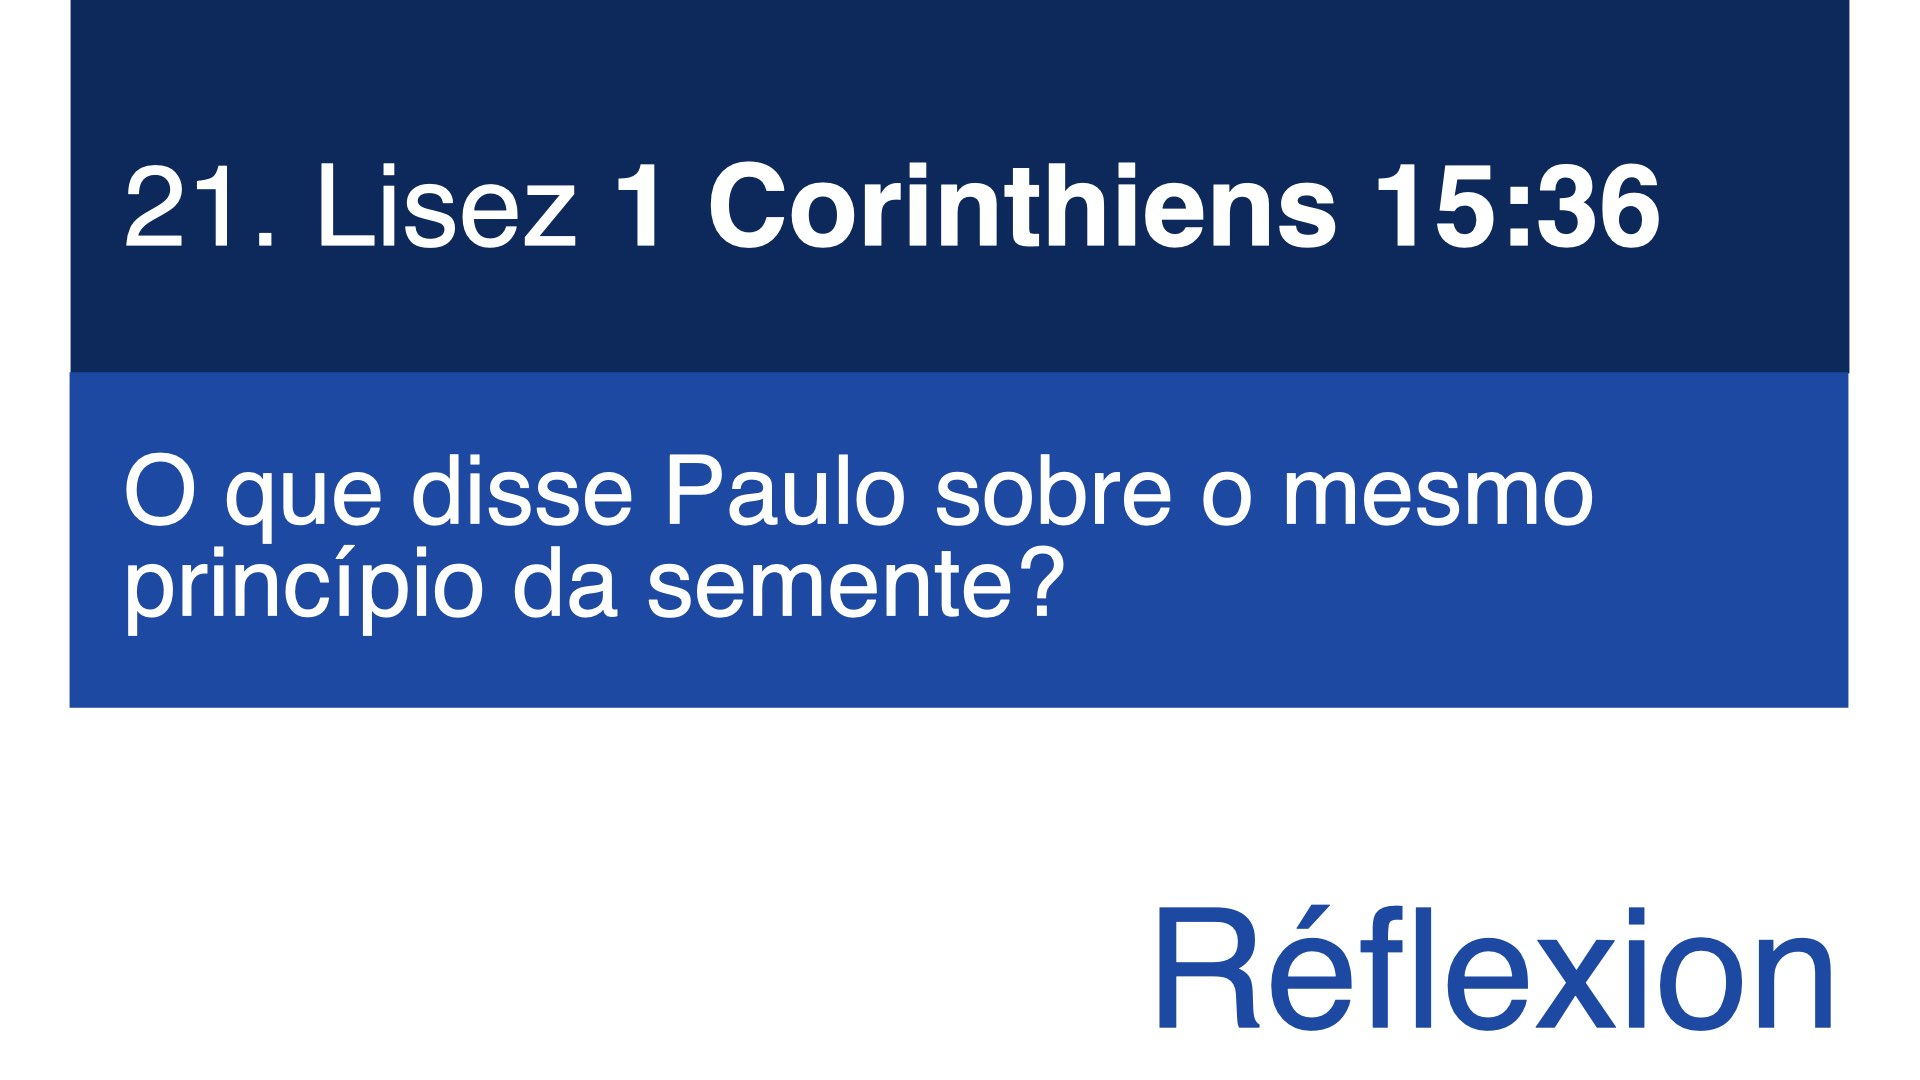 21. Lisez 1 Corinthiens 15:36
O que disse Paulo sobre o mesmo
princípio da semente?
Réflexion